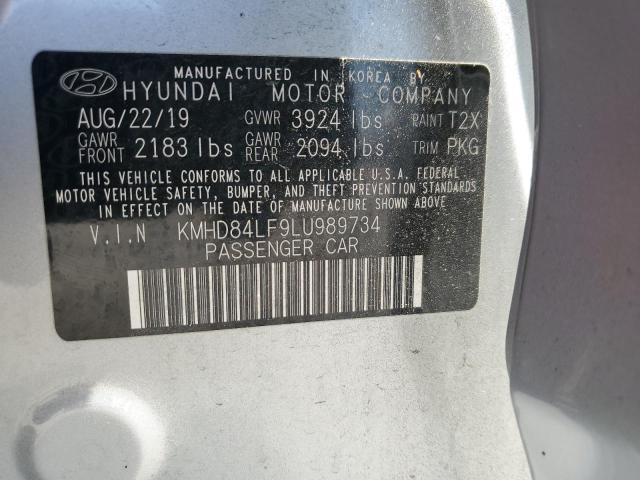 MANUFACTURED IN KOREA BY
HYUNDAI MOTOR COMPANY
AUG/22/19 GVWR 3924 lbs PAINT T2X
GAWR FRONT 2183 lbs GAWR REAR 2094 lbs TRIM PKG
THIS VEHICLE CONFORMS TO ALL APPLICABLE U.S.A. FEDERAL
MOTOR VEHICLE SAFETY, BUMPER, AND THEFT PREVENTION STANDARDS
IN EFFECT ON THE DATE OF MANUFACTURE SHOWN ABOVE.
V.I.N KMHD84LF9LU989734
PASSENGER CAR